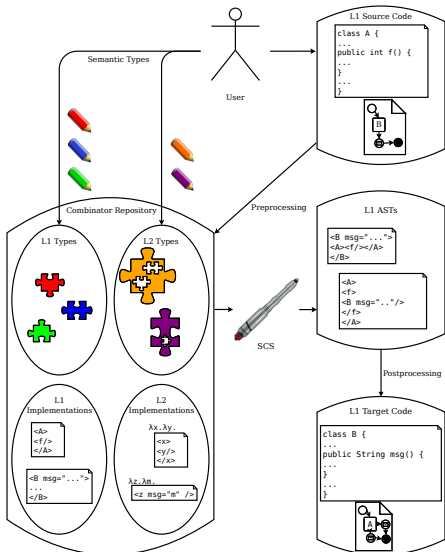 L1 Source Code
class A {
...
public int f() {
...
}
...
}
B
Semantic Types
User
Combinator Repository
Preprocessing
L1 Types
L2 Types
L1 ASTs
<B msg="...">
<A><f/></A>
</B>
<A>
<f>
<B msg=".."/>
</f>
</A>
SCS
Postprocessing
L1
Implementations
<A>
<f/>
</A>
<B msg="...">
...
</B>
L2
Implementations
λx.λy.
<x>
<y/>
</x>
λz.λm.
<z msg="m" />
L1 Target Code
class B {
...
public String msg() {
...
}
...
}
A